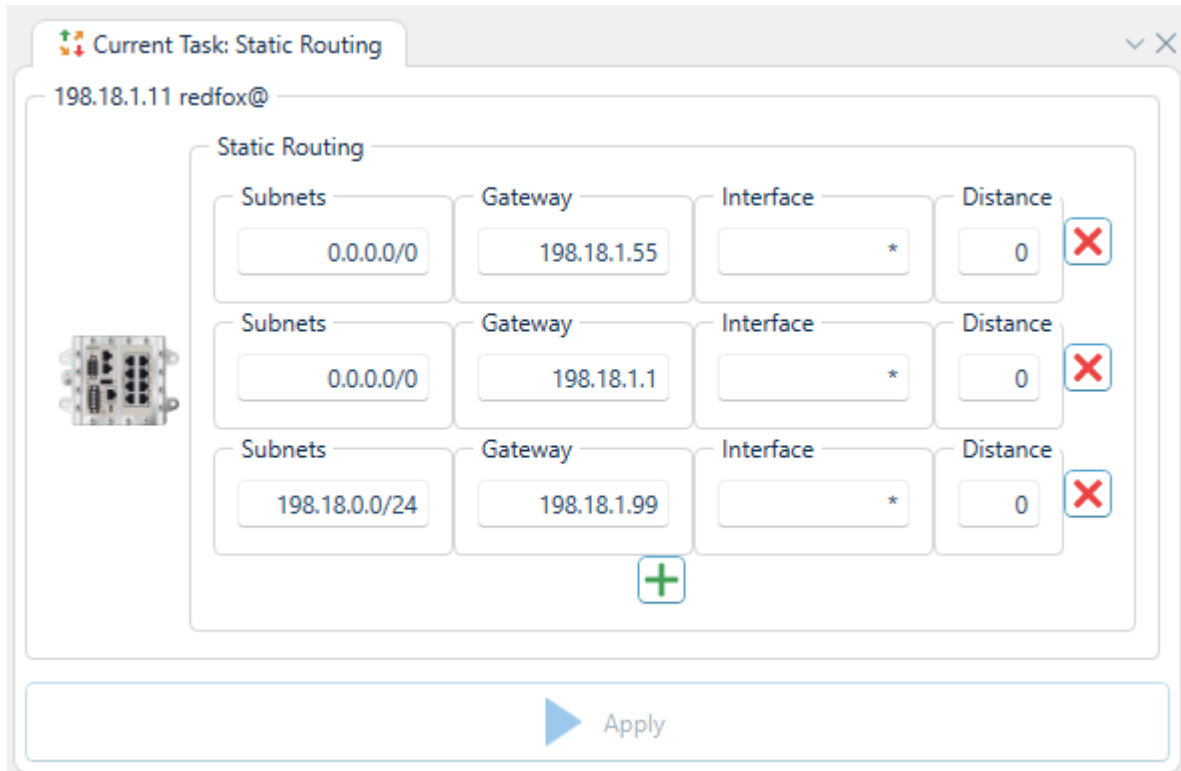 Current Task: Static Routing
198.18.1.11 redfox@
Static Routing
Subnets Gateway Interface Distance
0.0.0.0/0 198.18.1.55 * 0
Subnets Gateway Interface Distance
0.0.0.0/0 198.18.1.1 * 0
Subnets Gateway Interface Distance
198.18.0.0/24 198.18.1.99 * 0
Apply